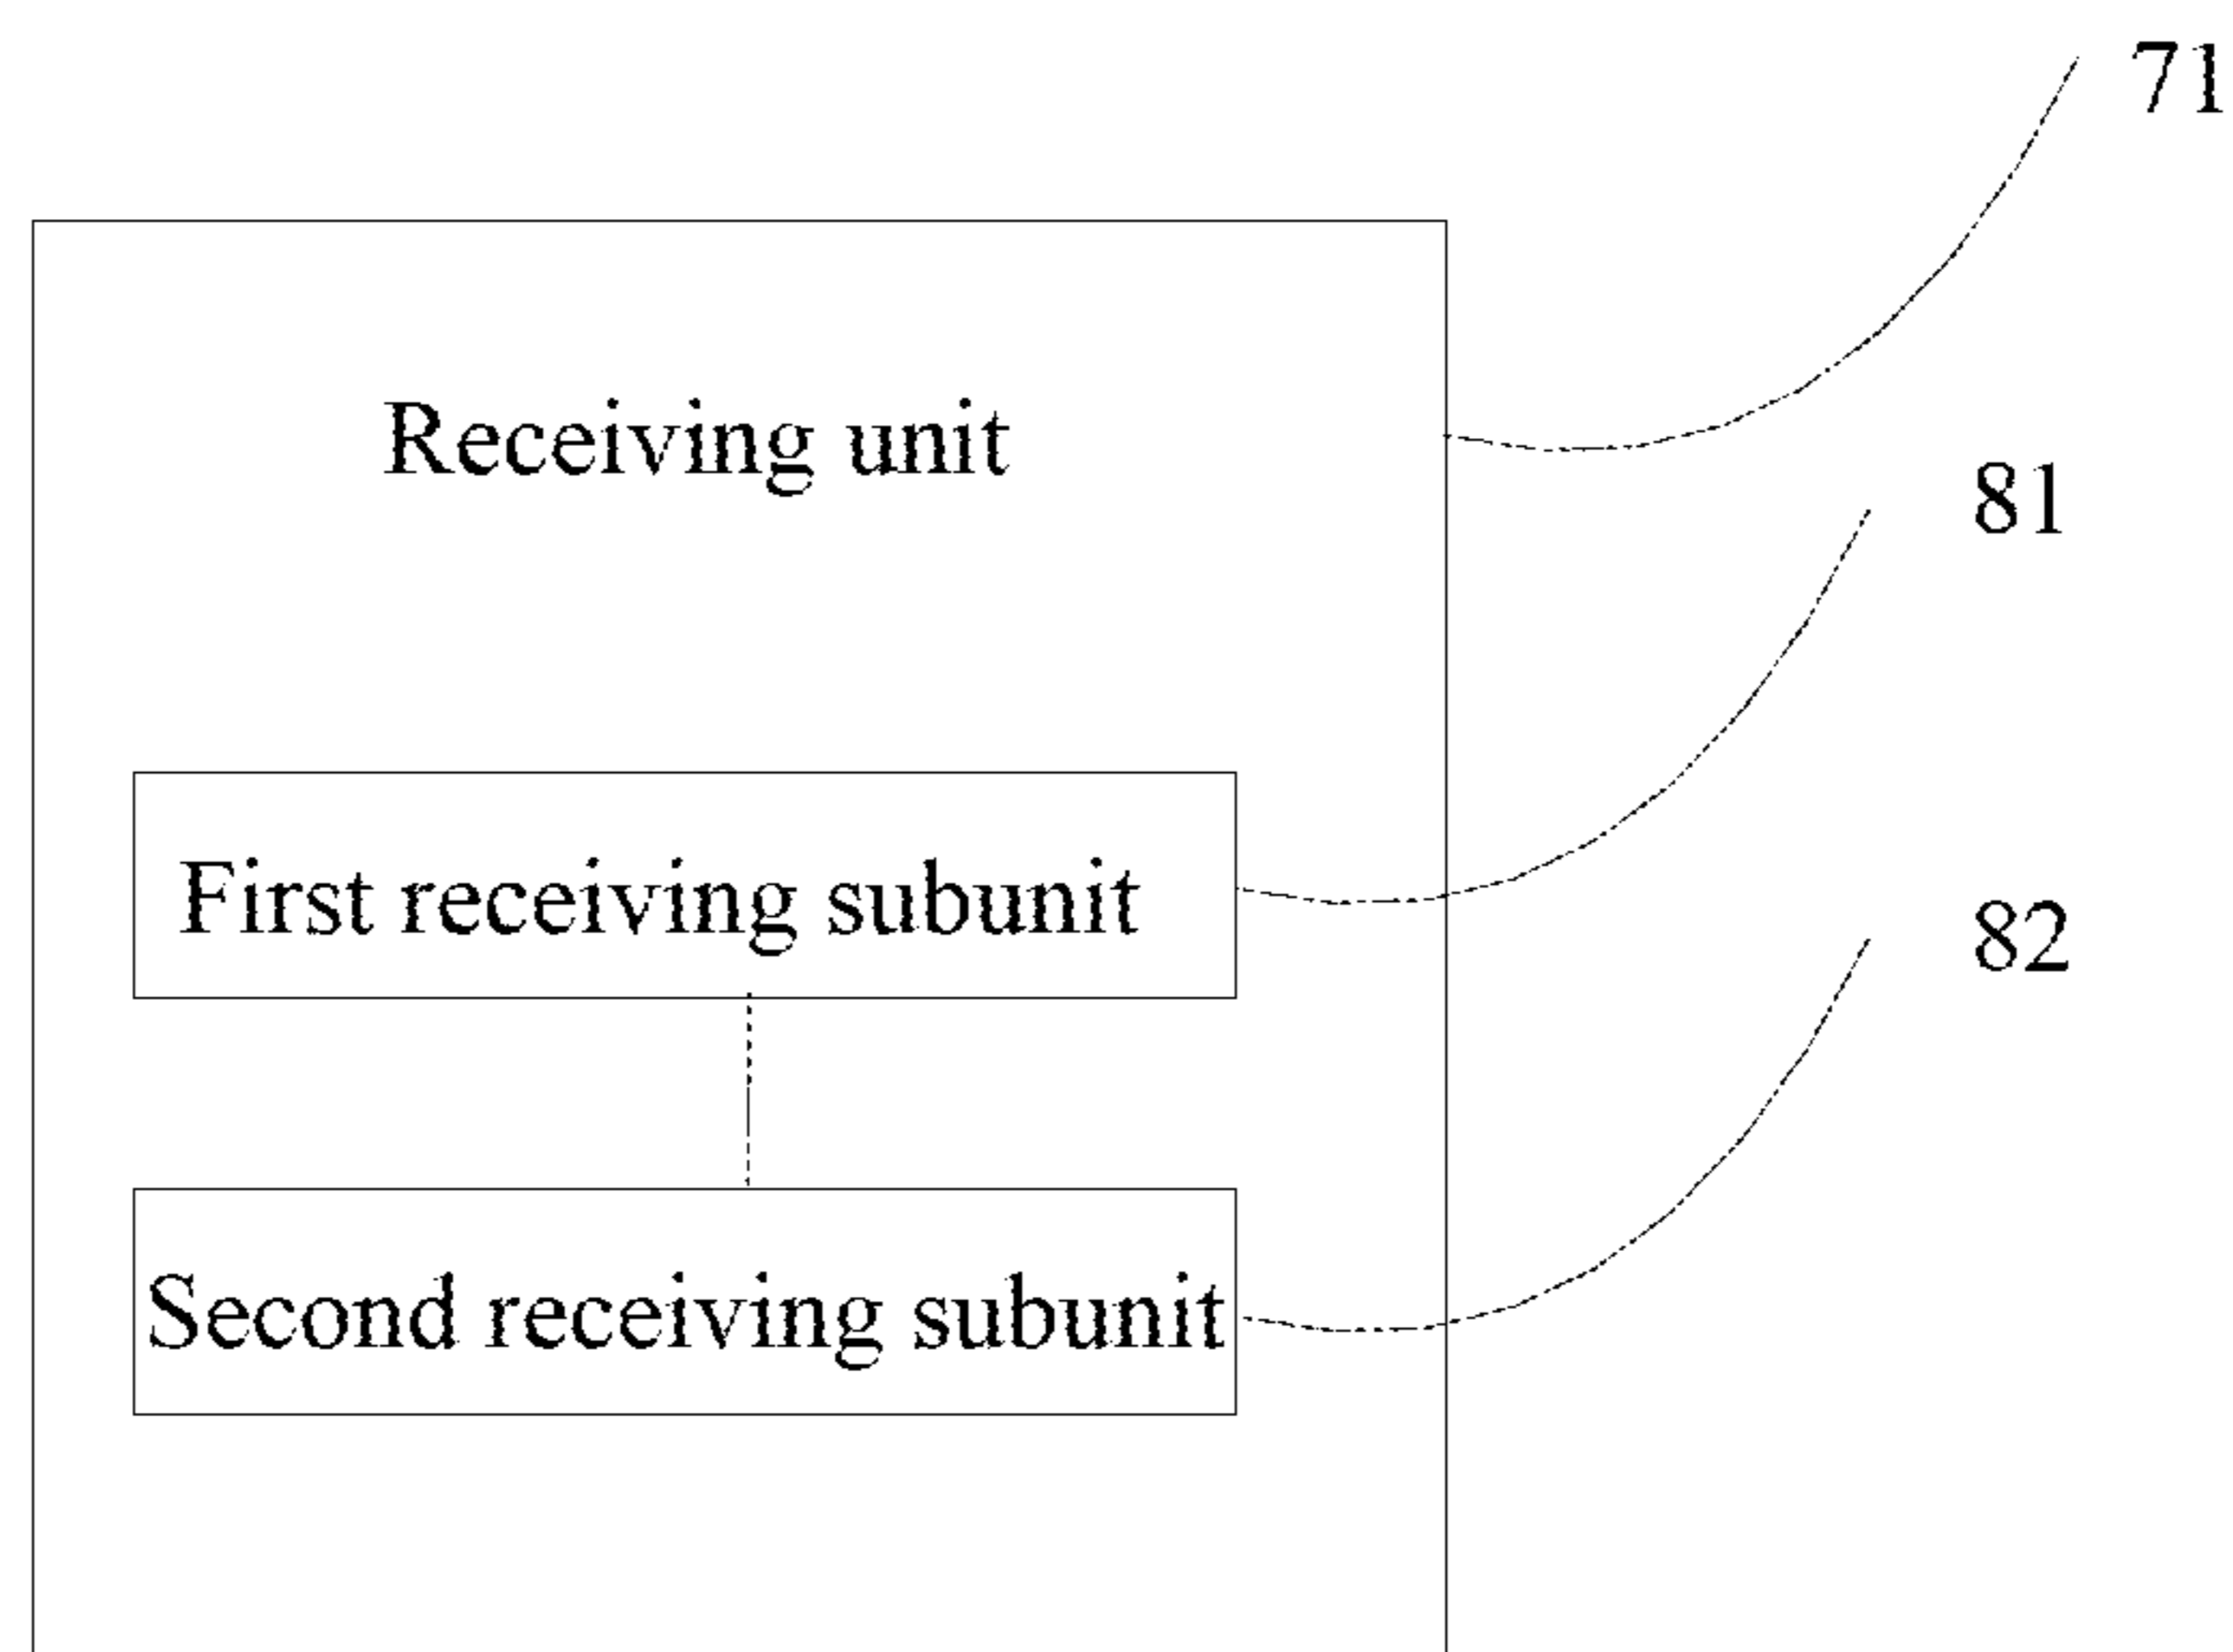 71
Receiving unit
81
First receiving subunit
82
Second receiving subunit